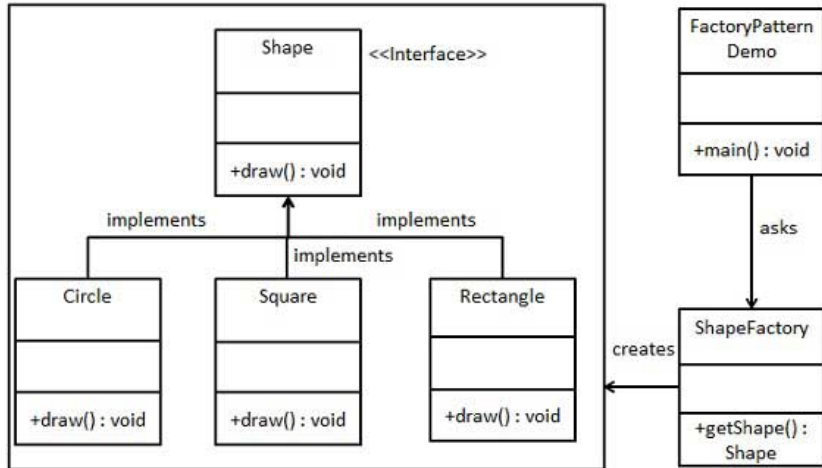 Shape
<<Interface>>
+draw() : void
implements
implements
implements
Circle
+draw() : void
Square
+draw() : void
Rectangle
+draw() : void
FactoryPattern
Demo
+main() : void
asks
ShapeFactory
+getShape() :
Shape
creates